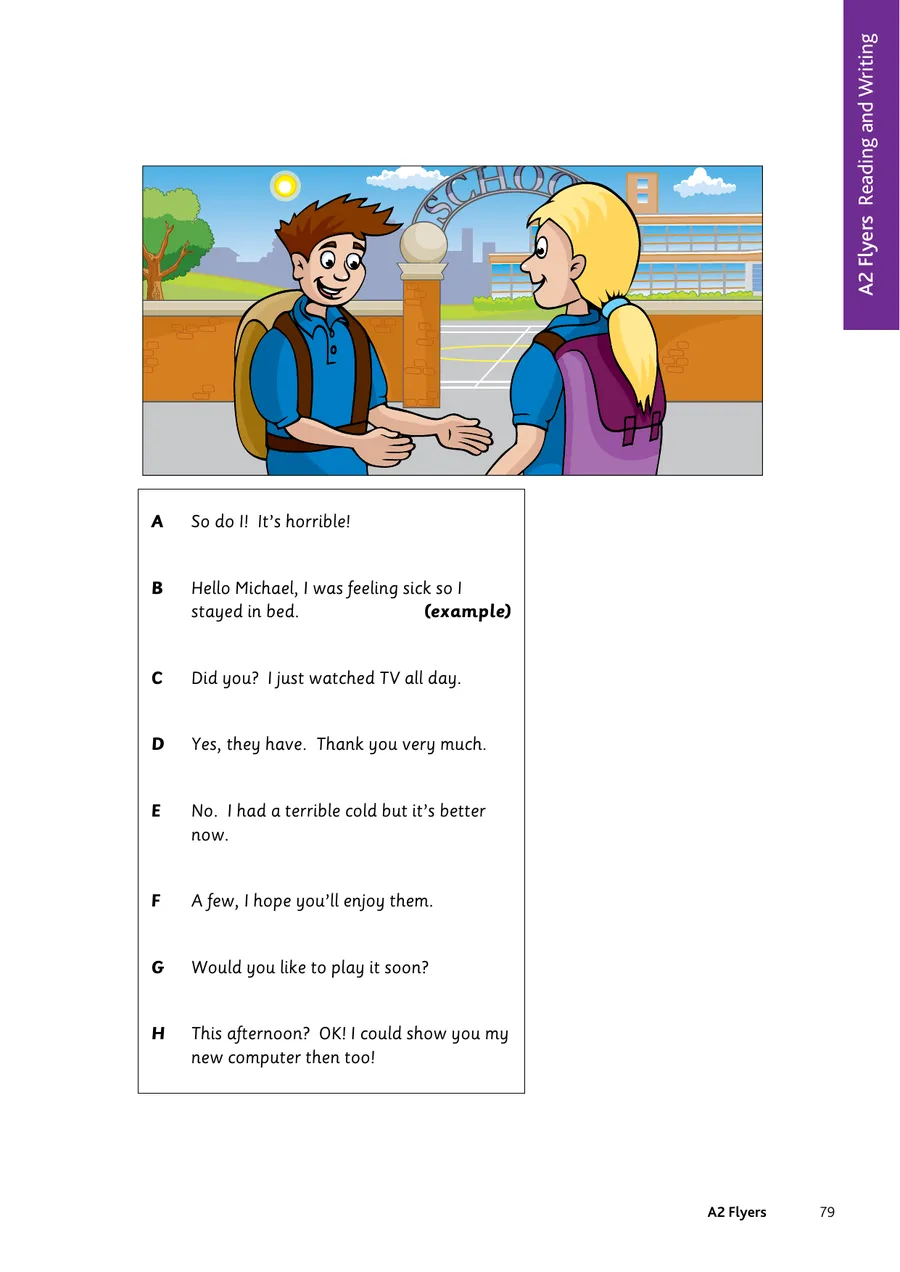 A2 Flyers Reading and Writing
SCHOO
A So do I! It's horrible!
B Hello Michael, I was feeling sick so I
stayed in bed. (example)
C Did you? I just watched TV all day.
D Yes, they have. Thank you very much.
E No. I had a terrible cold but it's better
now.
F A few, I hope you'll enjoy them.
G Would you like to play it soon?
H This afternoon? OK! I could show you my
new computer then too!
A2 Flyers 79